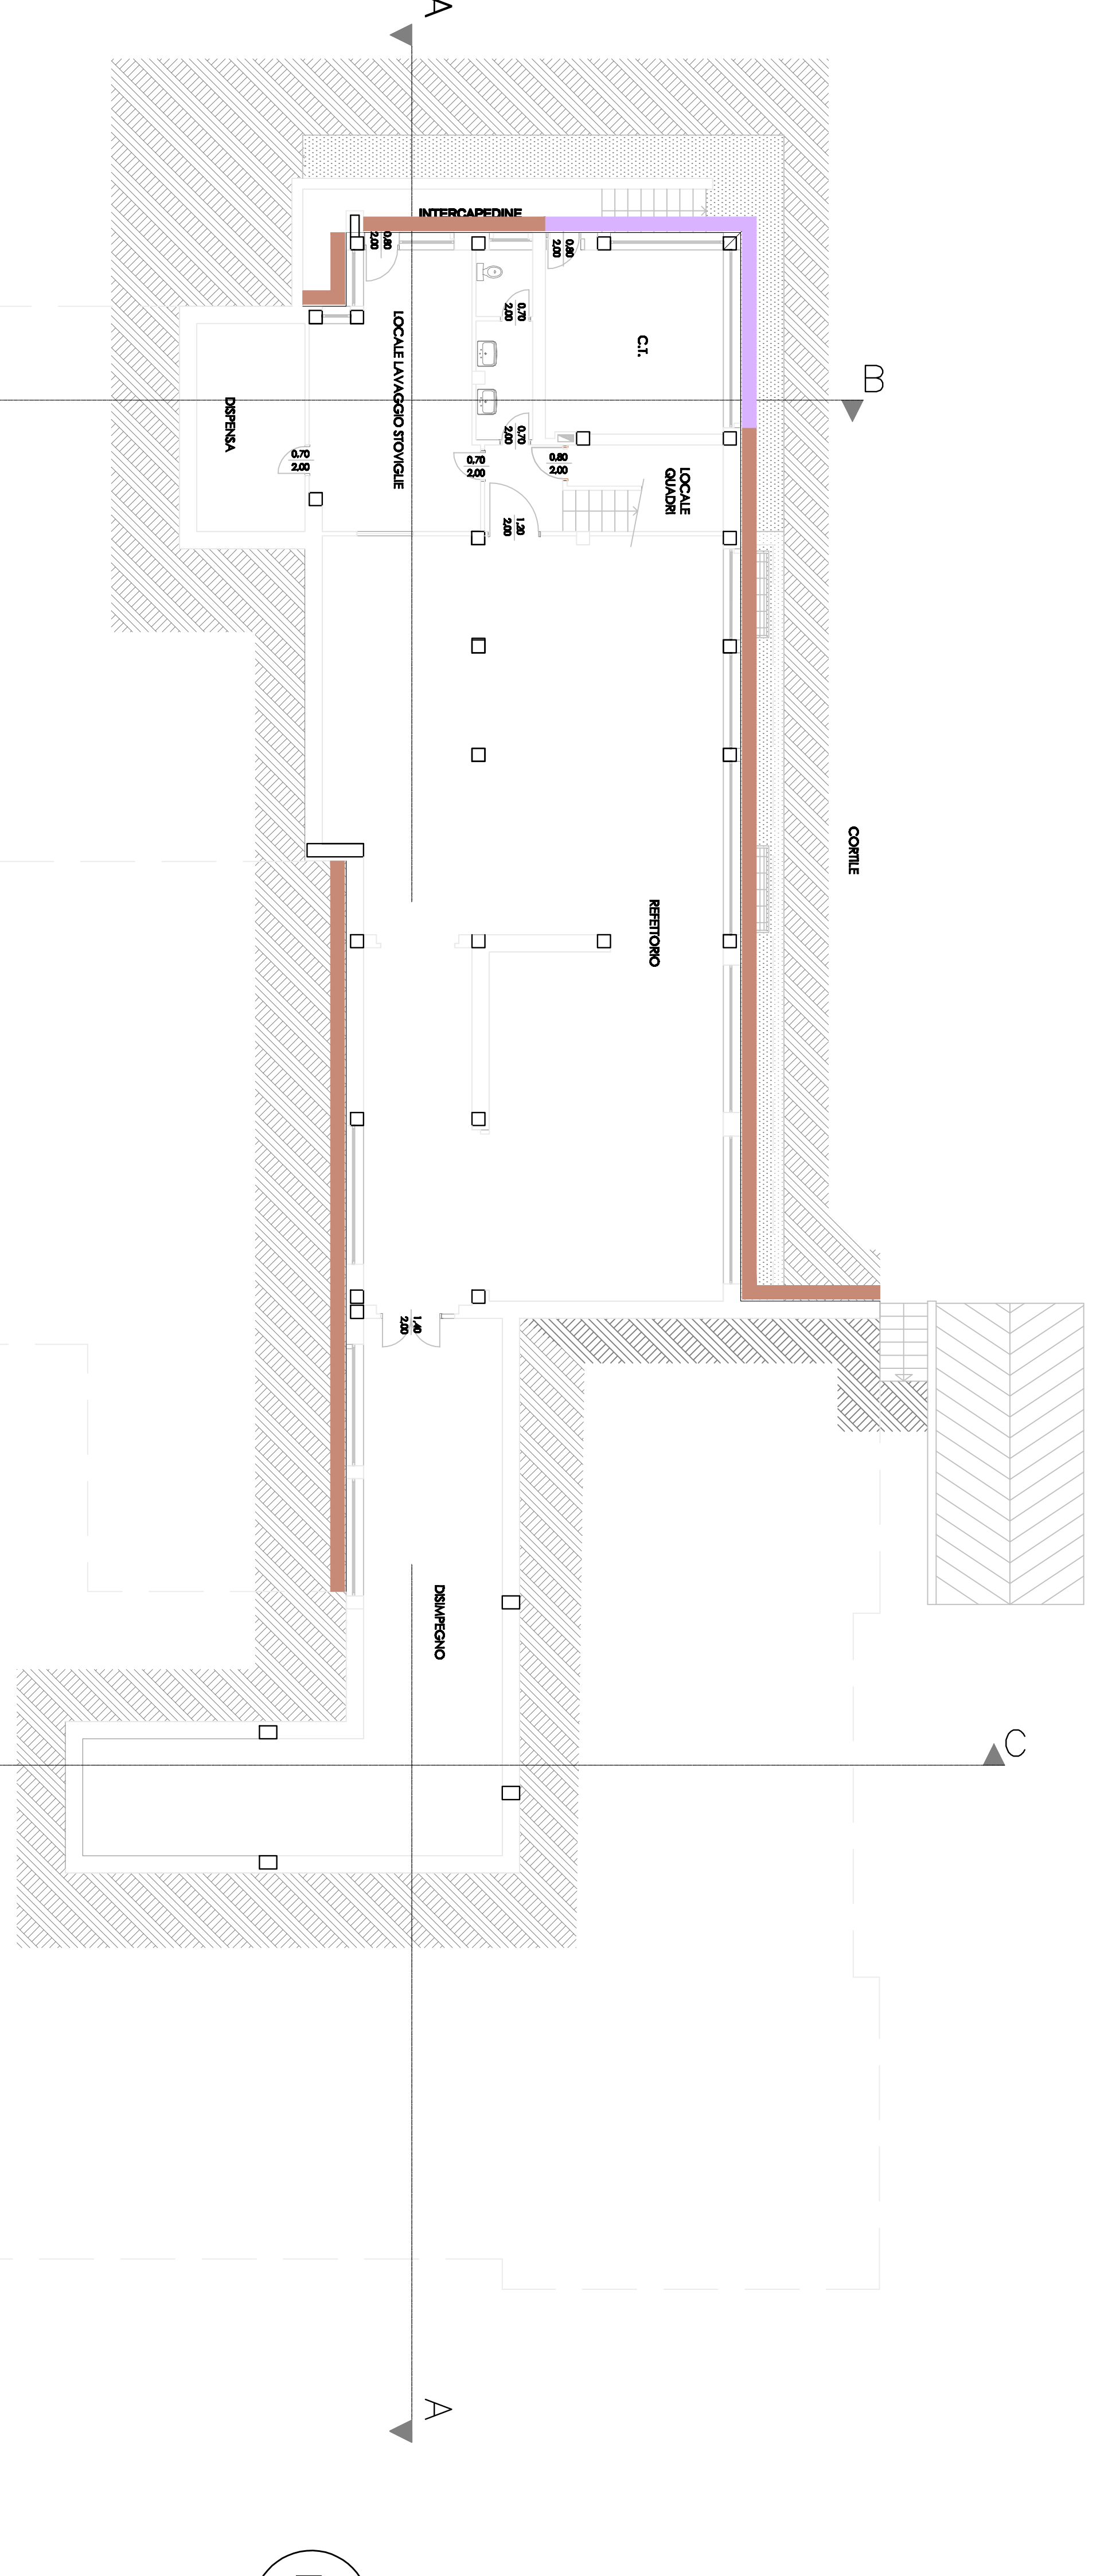 A
INTERCAPEDINE
0.80
2.00
0.80
2.00
0.70
2.00
C.T.
LOCALE LAVAGGIO STOVIGLIE
B
DISPENSA
0.70
2.00
0.70
2.00
0.70
2.00
0.80
2.00
LOCALE
QUADRI
1.20
2.00
CORTILE
REFETTORIO
1.40
2.00
DISIMPEGNO
C
A